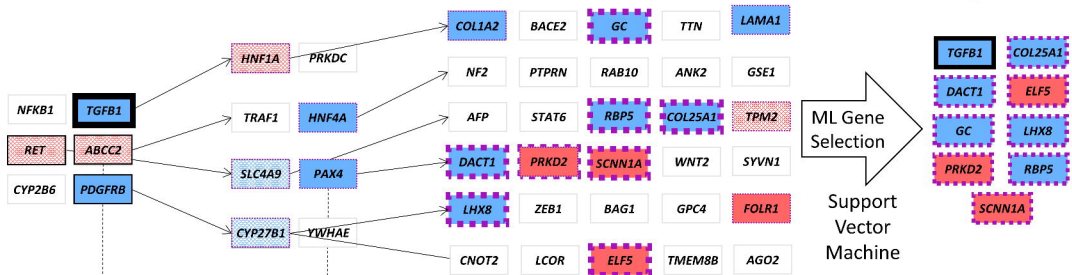 COL1A2 BACE2 GC TTN LAMA1
HNF1A PRKDC
TGFB1 COL25A1
NF2 PTPRN RAB10 ANK2 GSE1
NFKB1 TGFB1
DACT1 ELF5
TRAF1 HNF4A
AFP STAT6 RBP5 COL25A1 TPM2
ML Gene
Selection
GC LHX8
RET ABCC2
SLC4A9 PAX4
DACT1 PRKD2 SCNN1A WNT2 SYVN1
PRKD2 RBP5
CYP2B6 PDGFRB
LHX8 ZEB1 BAG1 GPC4 FOLR1
Support
Vector
Machine
SCNN1A
CYP27B1 YWHAE
CNOT2 LCOR ELF5 TMEM8B AGO2